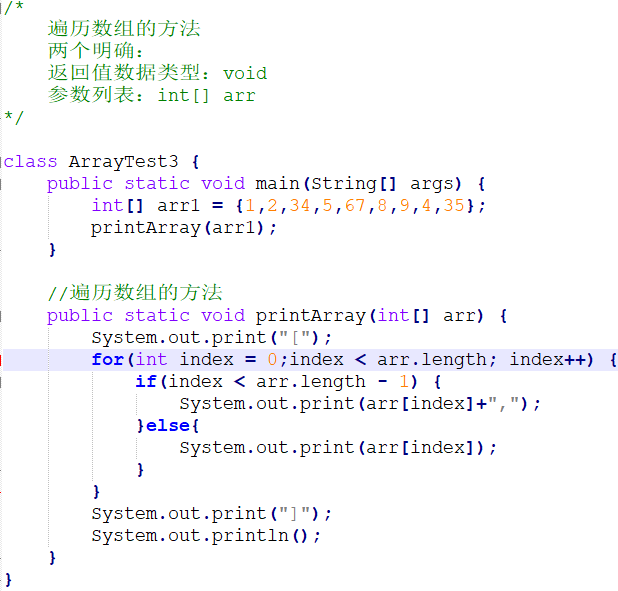 /*
    遍历数组的方法
    两个明确:
    返回值数据类型: void
    参数列表: int[] arr
*/
class ArrayTest3 {
    public static void main(String[] args) {
        int[] arr1 = {1,2,34,5,67,8,9,4,35};
        printArray(arr1);
    }
    //遍历数组的方法
    public static void printArray(int[] arr) {
        System.out.print("[");
        for(int index = 0;index < arr.length; index++) {
            if(index < arr.length - 1) {
                System.out.print(arr[index]+",");
            }else{
                System.out.print(arr[index]);
            }
        }
        System.out.print("]");
        System.out.println();
    }
}